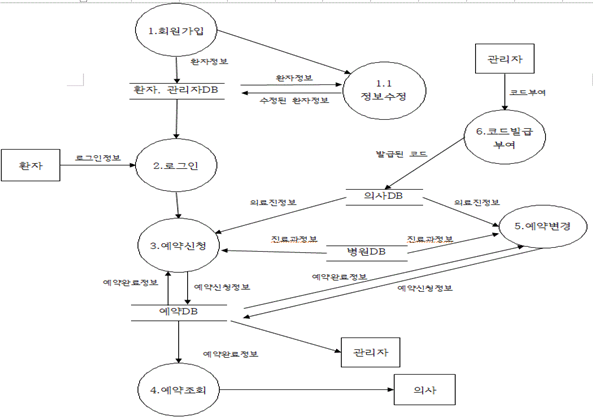 1.회원가입
관리자
환자정보
환자정보
1.1
정보수정
환자, 관리자DB
수정된 환자정보
코드부여
6.코드발급
부여
환자
로그인정보
2.로그인
발급된 코드
의사DB
의료진정보
의료진정보
3.예약신청
진료과정보
진료과정보
5.예약변경
병원DB
예약완료정보
예약신청정보
예약완료정보
예약신청정보
예약DB
예약완료정보
관리자
4.예약조회
의사